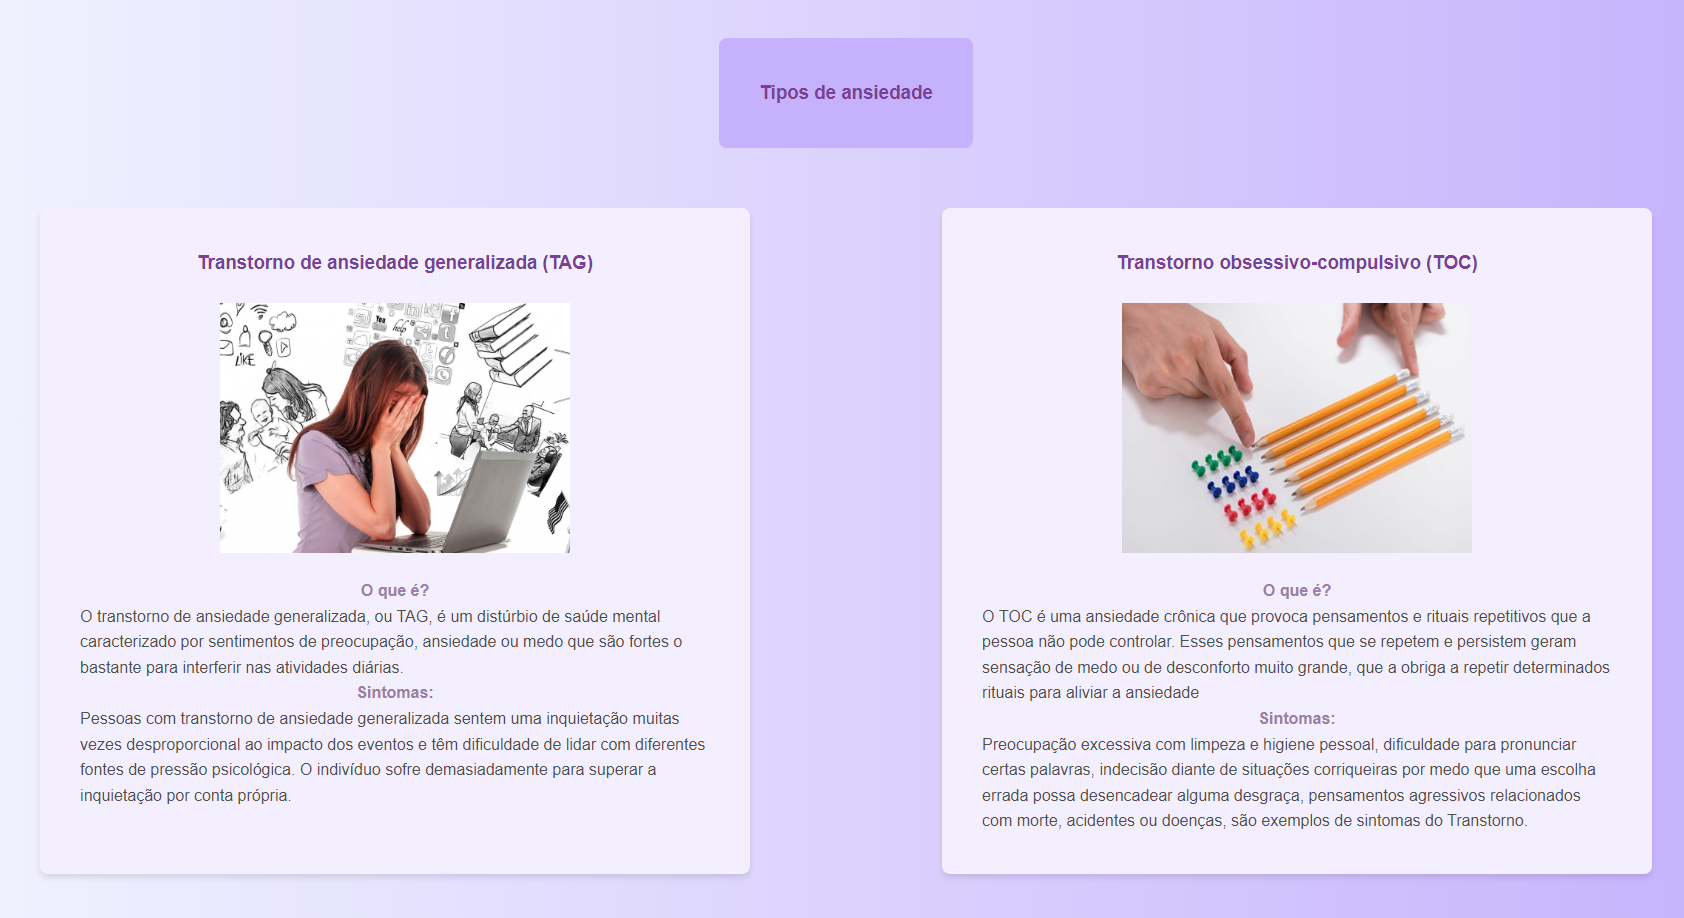 Tipos de ansiedade
Transtorno de ansiedade generalizada (TAG)
You
help
LIKE
O que é?
O transtorno de ansiedade generalizada, ou TAG, é um distúrbio de saúde mental
caracterizado por sentimentos de preocupação, ansiedade ou medo que são fortes o
bastante para interferir nas atividades diárias.
Sintomas:
Pessoas com transtorno de ansiedade generalizada sentem uma inquietação muitas
vezes desproporcional ao impacto dos eventos e têm dificuldade de lidar com diferentes
fontes de pressão psicológica. O indivíduo sofre demasiadamente para superar a
inquietação por conta própria.
Transtorno obsessivo-compulsivo (TOC)
O que é?
O TOC é uma ansiedade crônica que provoca pensamentos e rituais repetitivos que a
pessoa não pode controlar. Esses pensamentos que se repetem e persistem geram
sensação de medo ou de desconforto muito grande, que a obriga a repetir determinados
rituais para aliviar a ansiedade
Sintomas:
Preocupação excessiva com limpeza e higiene pessoal, dificuldade para pronunciar
certas palavras, indecisão diante de situações corriqueiras por medo que uma escolha
errada possa desencadear alguma desgraça, pensamentos agressivos relacionados
com morte, acidentes ou doenças, são exemplos de sintomas do Transtorno.